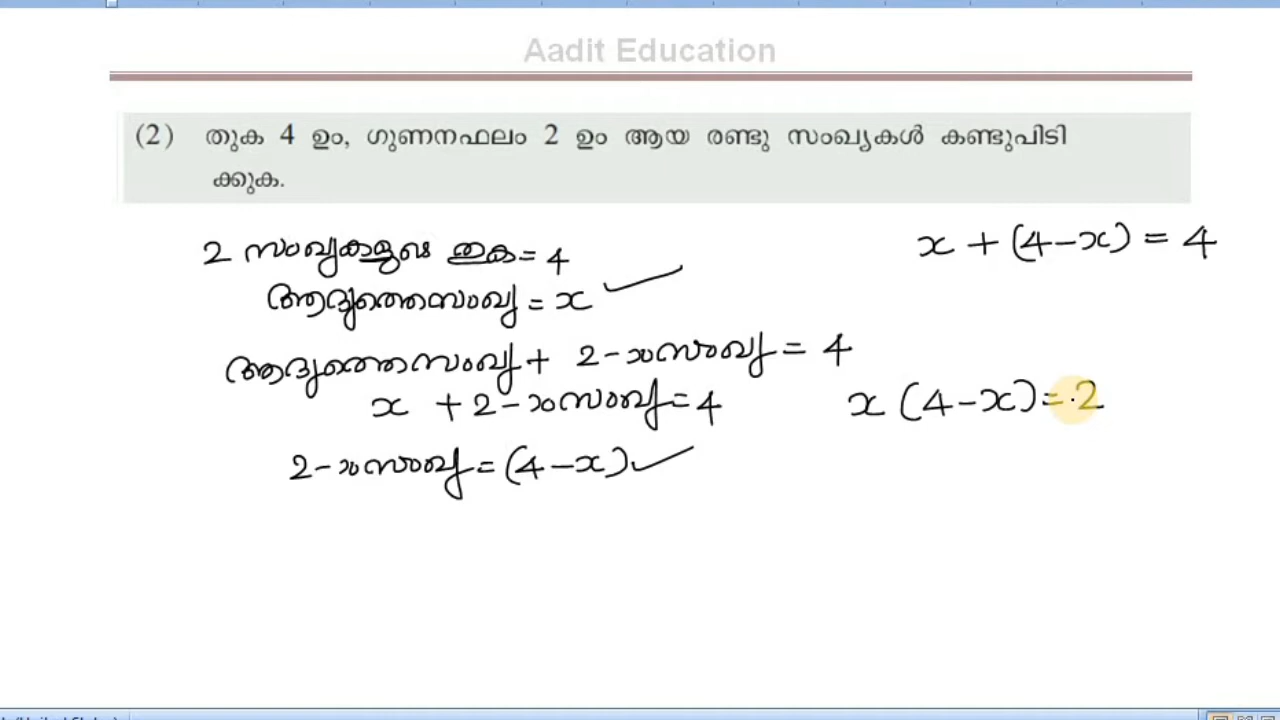 Aadit Education
(2) തുക 4 ഉം, ഗുണനഫലം 2 ഉം ആയ രണ്ടു സംഖ്യകൾ കണ്ടുപിടി
ക്കുക.
2 സംഖ്യകളുടെ തുക = 4
ആദ്യത്തെസംഖ്യ = x
ആദ്യത്തെസംഖ്യ + 2-ാംസംഖ്യ = 4
x + 2-ാംസംഖ്യ = 4
2-ാംസംഖ്യ = (4-x)
x + (4-x) = 4
x (4-x) = 2